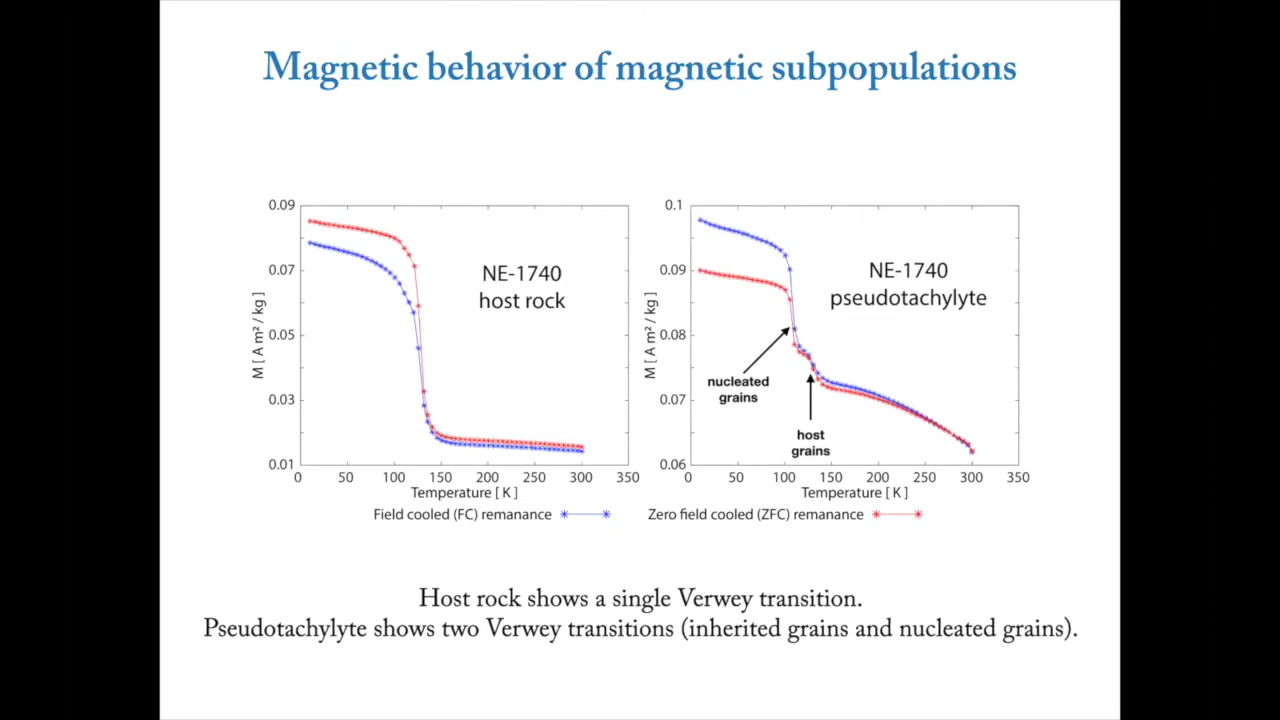 Magnetic behavior of magnetic subpopulations
0.09
0.07
0.05
0.03
0.01
M [ A m² / kg ]
NE-1740
host rock
0
50
100
150
200
250
300
350
Temperature [ K ]
0.1
0.09
0.08
0.07
0.06
M [ A m² / kg ]
NE-1740
pseudotachylyte
nucleated
grains
host
grains
0
50
100
150
200
250
300
350
Temperature [ K ]
Field cooled (FC) remanance
Zero field cooled (ZFC) remanance
Host rock shows a single Verwey transition.
Pseudotachylyte shows two Verwey transitions (inherited grains and nucleated grains).